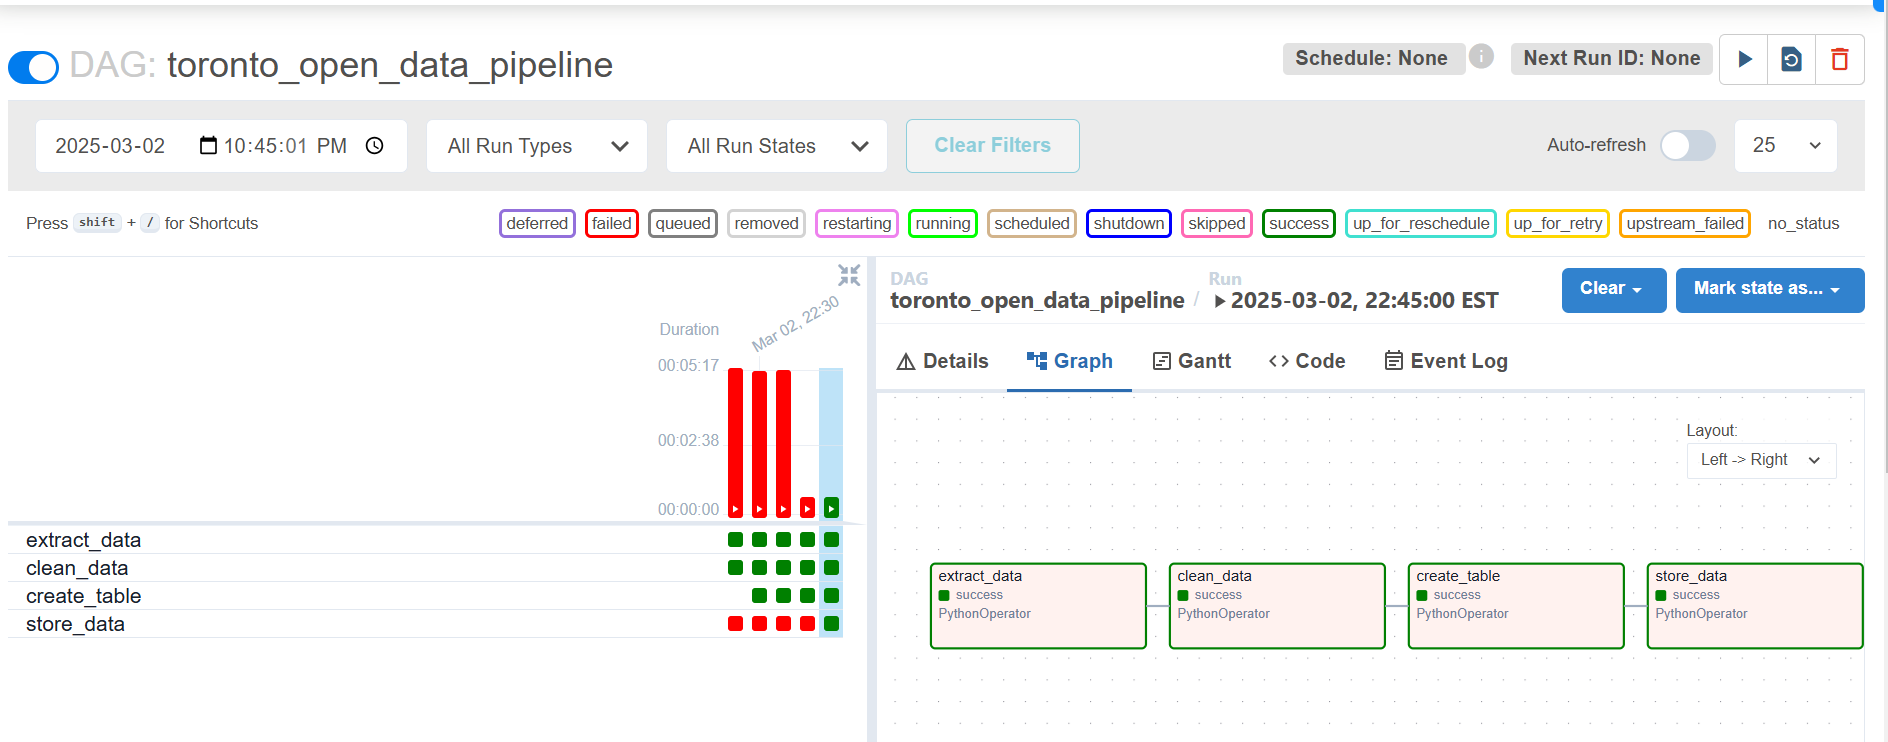 DAG: toronto_open_data_pipeline
Schedule: None
i
Next Run ID: None
2025-03-02 10:45:01 PM
All Run Types
All Run States
Clear Filters
Auto-refresh
25
Press shift + / for Shortcuts
deferred failed queued removed restarting running scheduled shutdown skipped success up_for_reschedule up_for_retry upstream_failed no_status
Duration
Mar 02, 22:30
00:05:17
00:02:38
00:00:00
extract_data
clean_data
create_table
store_data
DAG
toronto_open_data_pipeline
/
Run
2025-03-02, 22:45:00 EST
Clear
Mark state as...
Details
Graph
Gantt
Code
Event Log
Layout:
Left -> Right
extract_data
success
PythonOperator
clean_data
success
PythonOperator
create_table
success
PythonOperator
store_data
success
PythonOperator